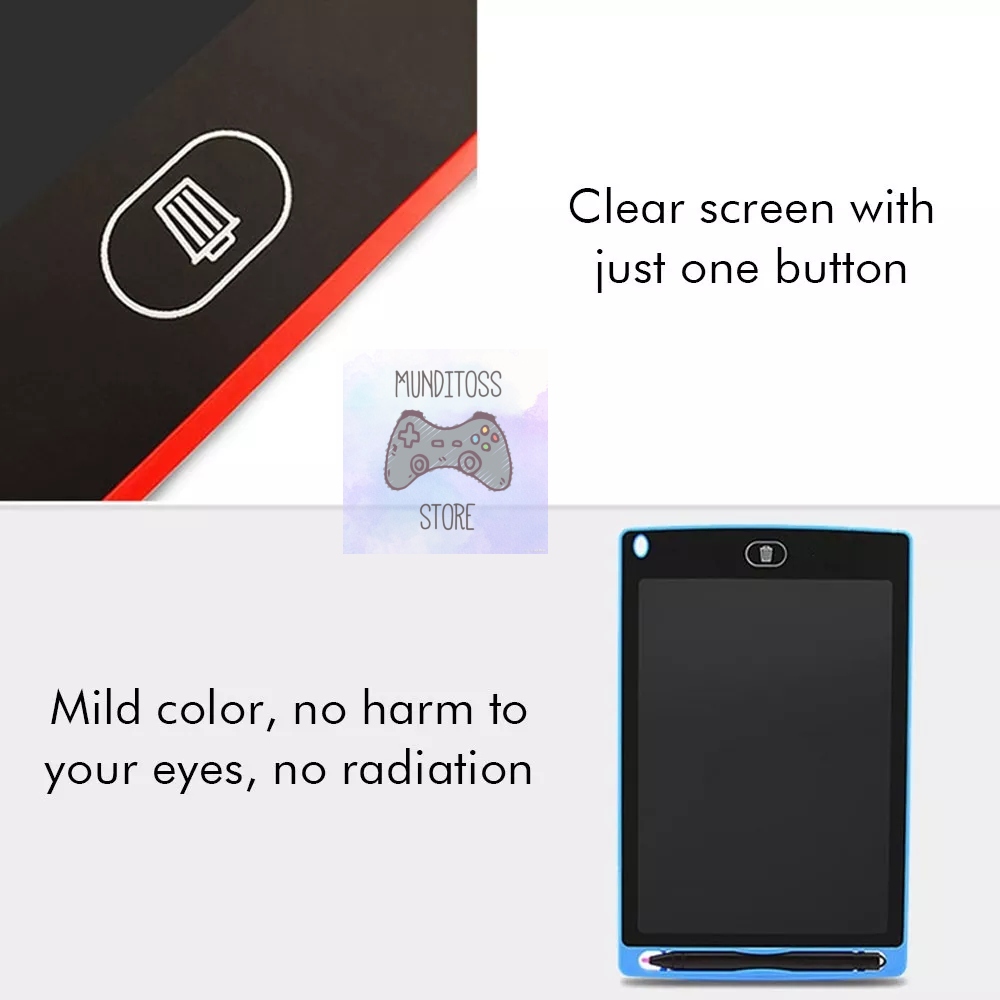 Clear screen with
just one button
MUNDITOSS
STORE
Mild color, no harm to
your eyes, no radiation